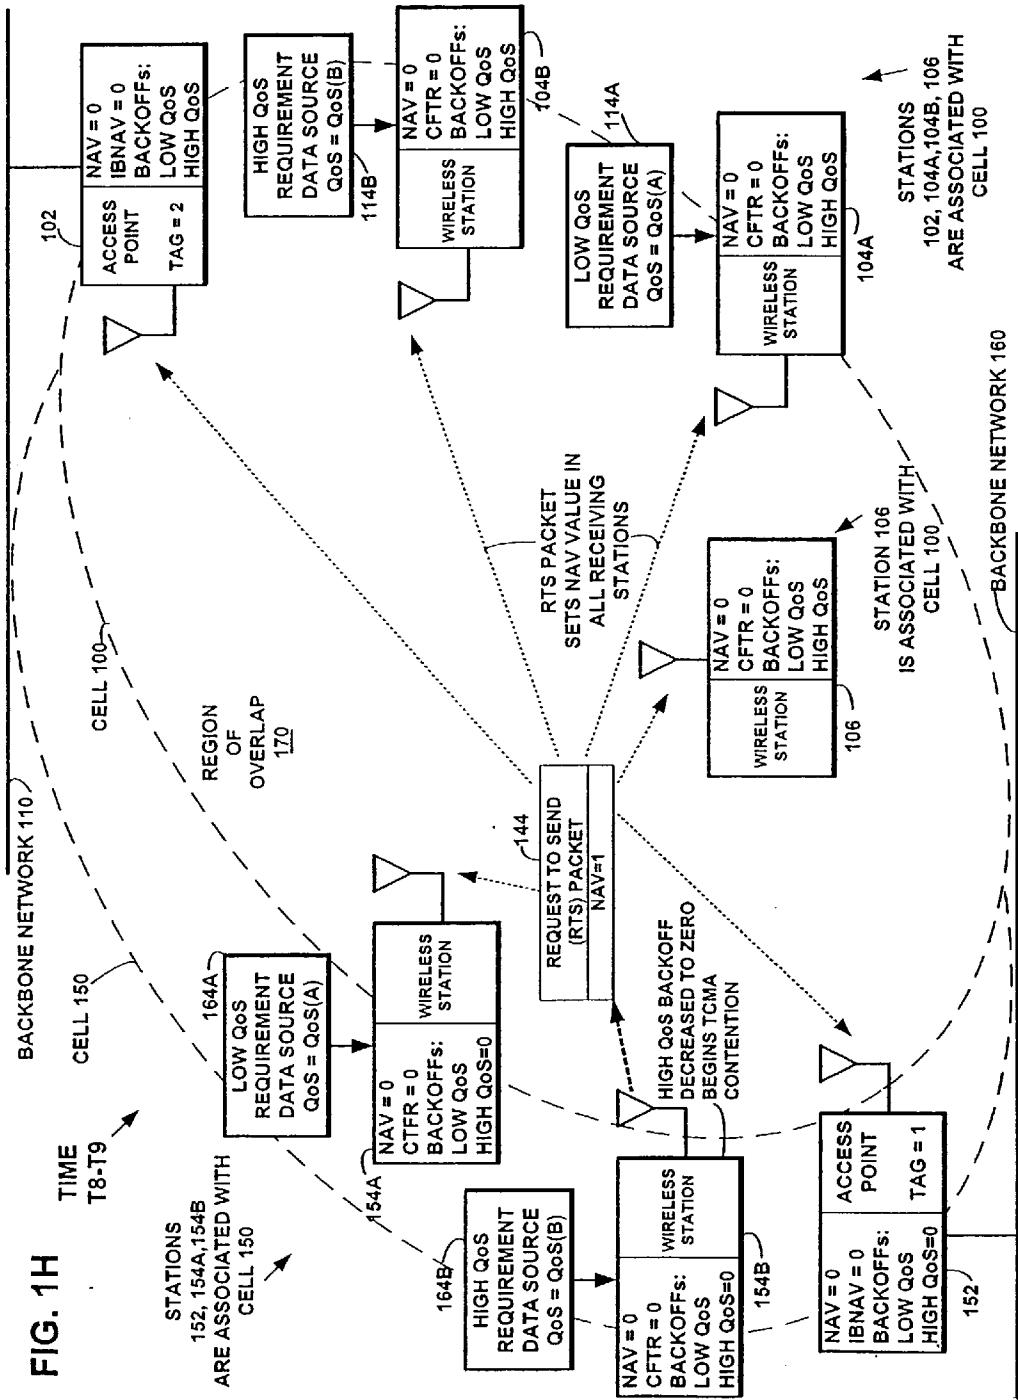 FIG. 1H
TIME
T8-T9
BACKBONE NETWORK 110
CELL 150
CELL 100
REGION
OF
OVERLAP
170
STATIONS
152, 154A,154B
ARE ASSOCIATED WITH
CELL 150
164A
LOW QoS
REQUIREMENT
DATA SOURCE
QoS = QoS(A)
NAV = 0
CTFR = 0
BACKOFFs:
LOW QoS
HIGH QoS=0
WIRELESS
STATION
154A
164B
HIGH QoS
REQUIREMENT
DATA SOURCE
QoS = QoS(B)
NAV = 0
CFTR = 0
BACKOFFs:
LOW QoS
HIGH QoS=0
WIRELESS
STATION
154B
HIGH QoS BACKOFF
DECREASED TO ZERO
BEGINS TCMA
CONTENTION
NAV = 0
IBNAV = 0
BACKOFFs:
LOW QoS
HIGH QoS=0
ACCESS
POINT
TAG = 1
152
144
REQUEST TO SEND
(RTS) PACKET
NAV=1
RTS PACKET
SETS NAV VALUE IN
ALL RECEIVING
STATIONS
102
ACCESS
POINT
TAG = 2
NAV = 0
IBNAV = 0
BACKOFFs:
LOW QoS
HIGH QoS
HIGH QoS
REQUIREMENT
DATA SOURCE
QoS = QoS(B)
114B
WIRELESS
STATION
NAV = 0
CFTR = 0
BACKOFFs:
LOW QoS
HIGH QoS
104B
114A
LOW QoS
REQUIREMENT
DATA SOURCE
QoS = QoS(A)
WIRELESS
STATION
NAV = 0
CFTR = 0
BACKOFFs:
LOW QoS
HIGH QoS
104A
WIRELESS
STATION
NAV = 0
CFTR = 0
BACKOFFs:
LOW QoS
HIGH QoS
106
STATION 106
IS ASSOCIATED WITH
CELL 100
STATIONS
102, 104A,104B, 106
ARE ASSOCIATED WITH
CELL 100
BACKBONE NETWORK 160